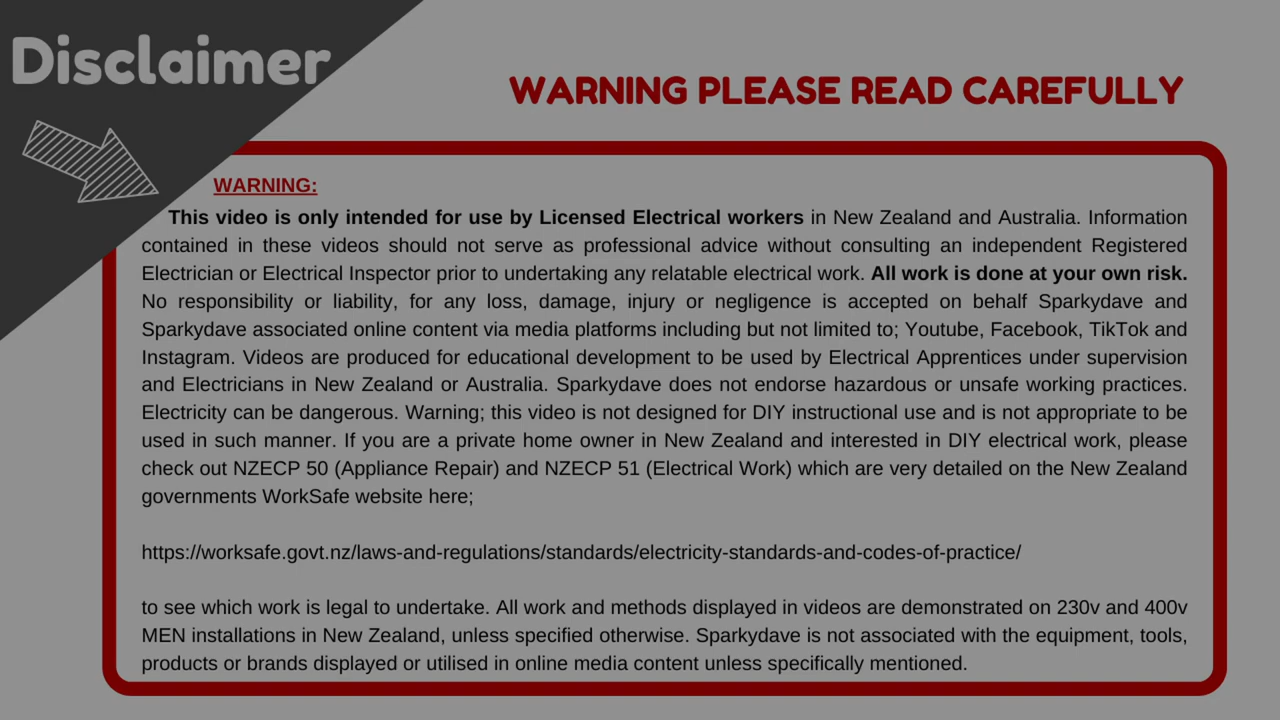 Disclaimer
WARNING PLEASE READ CAREFULLY
WARNING:
This video is only intended for use by Licensed Electrical workers in New Zealand and Australia. Information
contained in these videos should not serve as professional advice without consulting an independent Registered
Electrician or Electrical Inspector prior to undertaking any relatable electrical work. All work is done at your own risk.
No responsibility or liability, for any loss, damage, injury or negligence is accepted on behalf Sparkydave and
Sparkydave associated online content via media platforms including but not limited to; Youtube, Facebook, TikTok and
Instagram. Videos are produced for educational development to be used by Electrical Apprentices under supervision
and Electricians in New Zealand or Australia. Sparkydave does not endorse hazardous or unsafe working practices.
Electricity can be dangerous. Warning; this video is not designed for DIY instructional use and is not appropriate to be
used in such manner. If you are a private home owner in New Zealand and interested in DIY electrical work, please
check out NZECP 50 (Appliance Repair) and NZECP 51 (Electrical Work) which are very detailed on the New Zealand
governments WorkSafe website here;
https://worksafe.govt.nz/laws-and-regulations/standards/electricity-standards-and-codes-of-practice/
to see which work is legal to undertake. All work and methods displayed in videos are demonstrated on 230v and 400v
MEN installations in New Zealand, unless specified otherwise. Sparkydave is not associated with the equipment, tools,
products or brands displayed or utilised in online media content unless specifically mentioned.